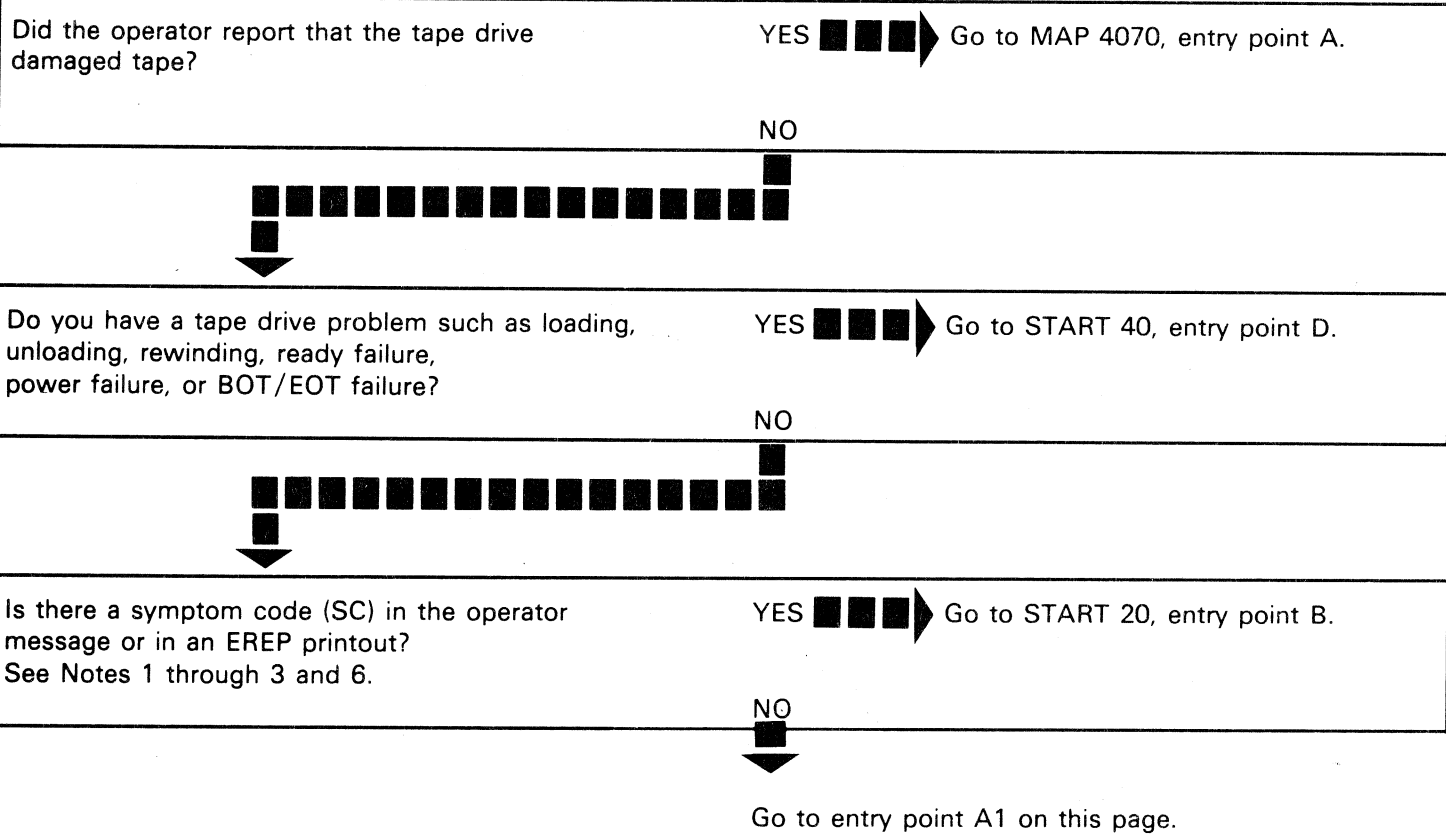 Did the operator report that the tape drive
damaged tape?
YES Go to MAP 4070, entry point A.
NO
Do you have a tape drive problem such as loading,
unloading, rewinding, ready failure,
power failure, or BOT/EOT failure?
YES Go to START 40, entry point D.
NO
Is there a symptom code (SC) in the operator
message or in an EREP printout?
See Notes 1 through 3 and 6.
YES Go to START 20, entry point B.
NO
Go to entry point A1 on this page.